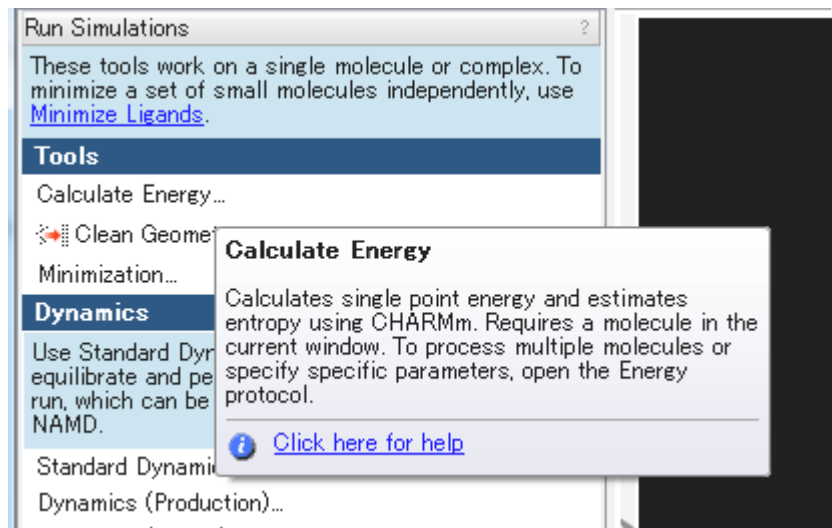 Run Simulations ?
These tools work on a single molecule or complex. To
minimize a set of small molecules independently, use
Minimize Ligands.
Tools
Calculate Energy...
Clean Geome
Minimization...
Dynamics
Use Standard Dyn
equilibrate and pe
run, which can be
NAMD.
Standard Dynami
Dynamics (Production)...
Calculate Energy
Calculates single point energy and estimates
entropy using CHARMm. Requires a molecule in the
current window. To process multiple molecules or
specify specific parameters, open the Energy
protocol.
Click here for help